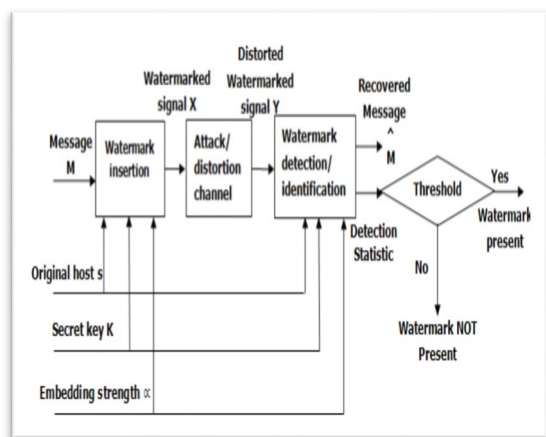 Message
M
Watermark
insertion
Watermarked
signal X
Attack/
distortion
channel
Distorted
Watermarked
signal Y
Watermark
detection/
identification
Recovered
Message
^
M
Detection
Statistic
Threshold
Yes
Watermark
present
No
Watermark NOT
Present
Original host s
Secret key K
Embedding strength ∝